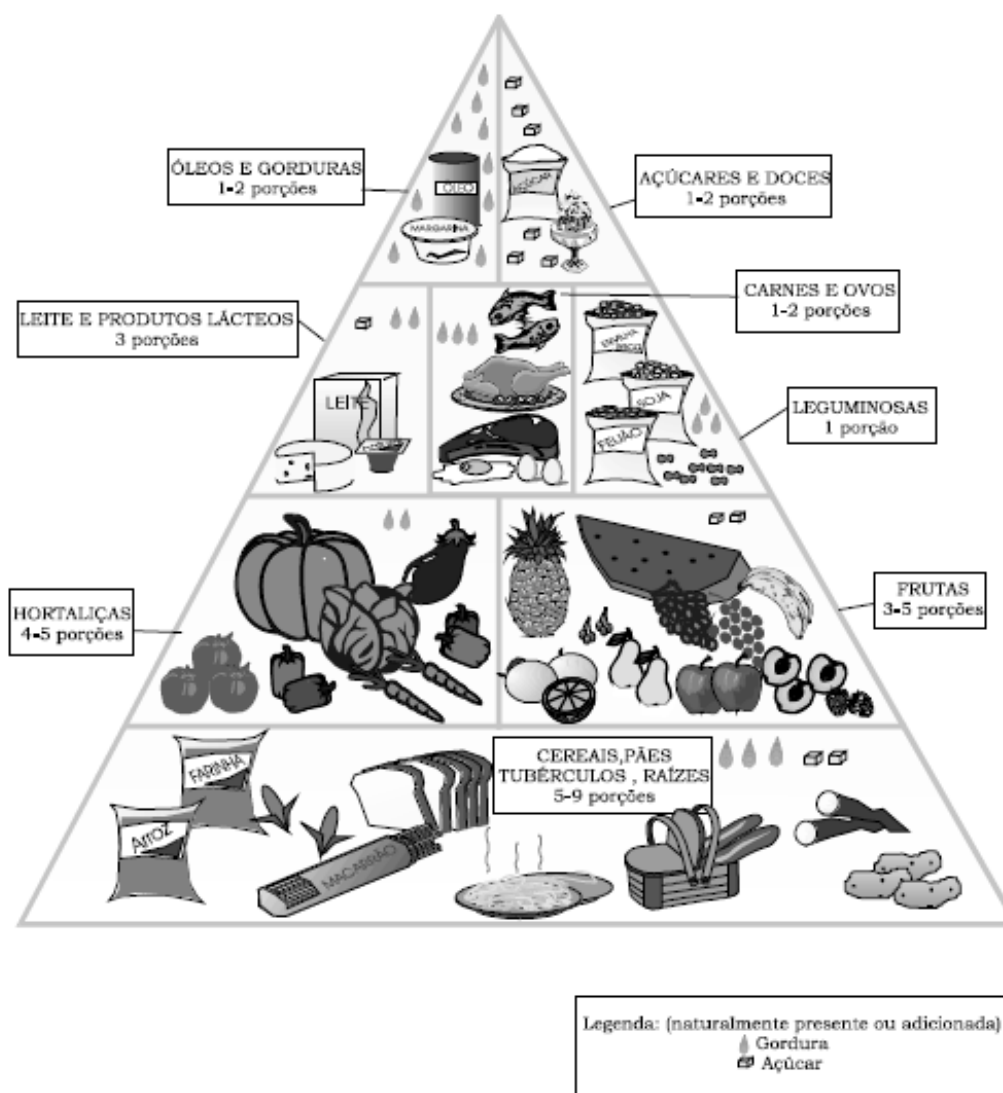 ÓLEOS E GORDURAS
1-2 porções
AÇÚCARES E DOCES
1-2 porções
ÓLEO
AÇÚCAR
MARGARINA
LEITE E PRODUTOS LÁCTEOS
3 porções
CARNES E OVOS
1-2 porções
LEITE
SOJA
FEIJÃO
LEGUMINOSAS
1 porção
HORTALIÇAS
4-5 porções
FRUTAS
3-5 porções
CEREAIS,PÃES
TUBÉRCULOS , RAÍZES
5-9 porções
FARINHA
Arroz
MACARRÃO
Legenda: (naturalmente presente ou adicionada)
Gordura
Açúcar